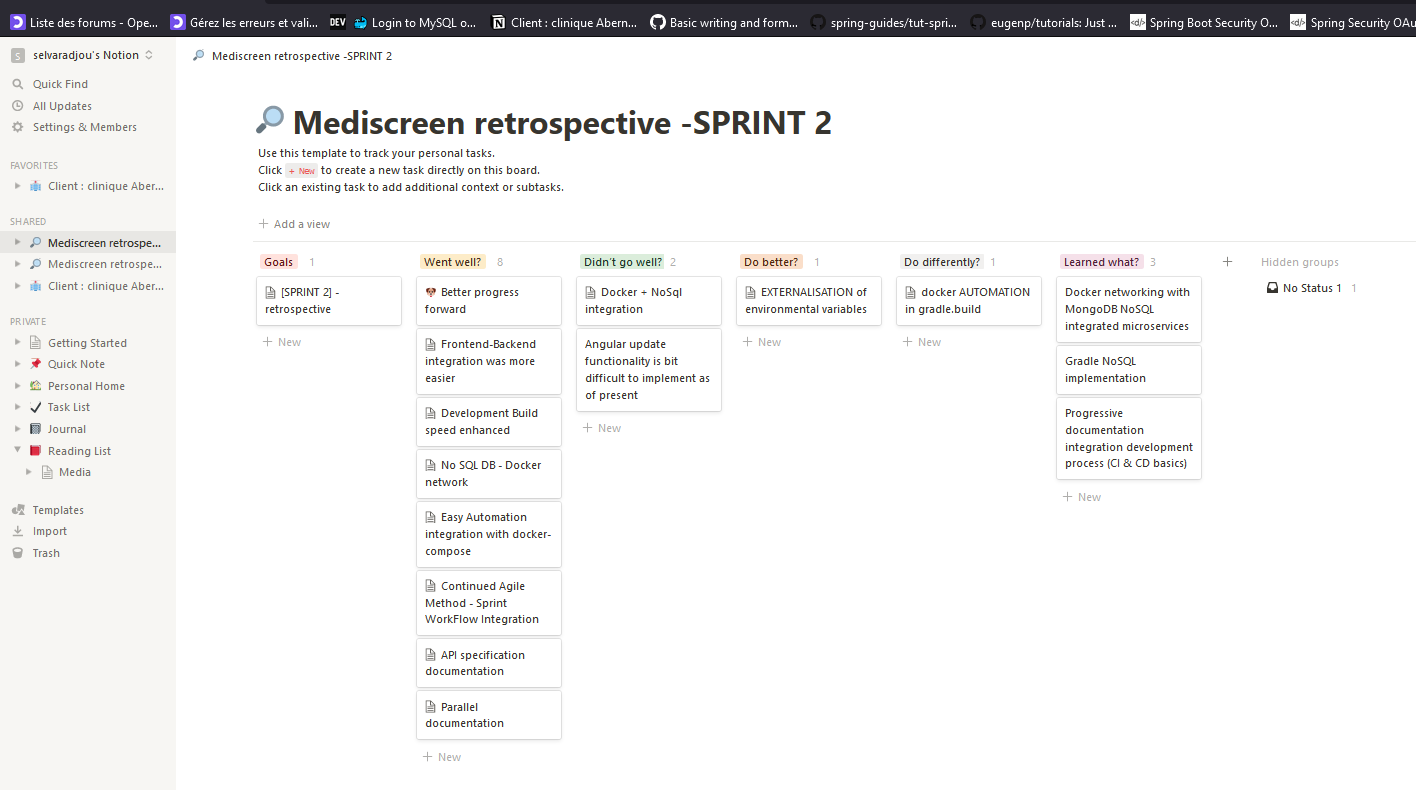 Liste des forums - Ope...
Gérez les erreurs et vali...
DEV
Login to MySQL o...
Client : clinique Abern...
Basic writing and form...
spring-guides/tut-spri...
eugenp/tutorials: Just ...
Spring Boot Security O...
Spring Security OAu
S selvaradjou's Notion
Mediscreen retrospective -SPRINT 2
Quick Find
All Updates
Settings & Members
FAVORITES
Client : clinique Aber...
SHARED
Mediscreen retrospe...
Mediscreen retrospe...
Client : clinique Aber...
PRIVATE
Getting Started
Quick Note
Personal Home
Task List
Journal
Reading List
Media
Templates
Import
Trash
Mediscreen retrospective -SPRINT 2
Use this template to track your personal tasks.
Click + New to create a new task directly on this board.
Click an existing task to add additional context or subtasks.
+ Add a view
Goals 1
[SPRINT 2] -
retrospective
+ New
Went well? 8
Better progress
forward
Frontend-Backend
integration was more
easier
Development Build
speed enhanced
No SQL DB - Docker
network
Easy Automation
integration with docker-
compose
Continued Agile
Method - Sprint
WorkFlow Integration
API specification
documentation
Parallel
documentation
+ New
Didn't go well? 2
Docker + NoSql
integration
Angular update
functionality is bit
difficult to implement as
of present
+ New
Do better? 1
EXTERNALISATION of
environmental variables
+ New
Do differently? 1
docker AUTOMATION
in gradle.build
+ New
Learned what? 3
Docker networking with
MongoDB NoSQL
integrated microservices
Gradle NoSQL
implementation
Progressive
documentation
integration development
process (CI & CD basics)
+ New
+
Hidden groups
No Status 1 1